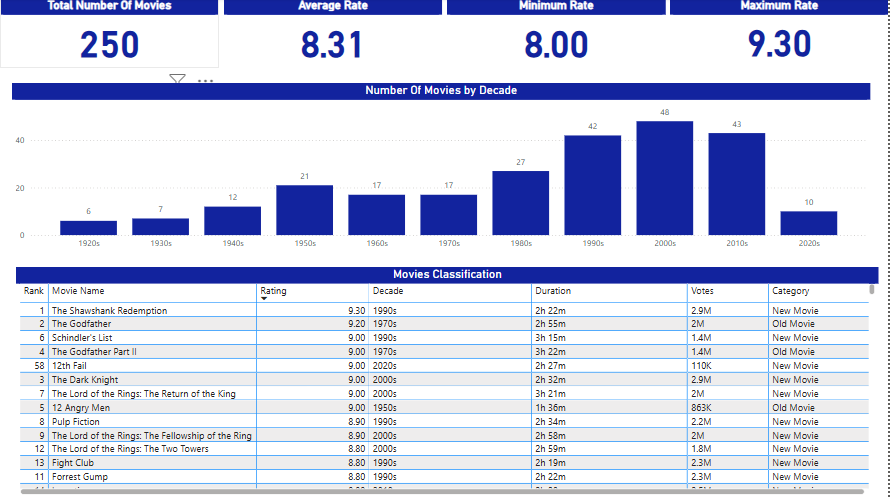 Total Number Of Movies Average Rate Minimum Rate Maximum Rate
250 8.31 8.00 9.30
Number Of Movies by Decade
40
20
0
6 7 12 21 17 17 27 42 48 43 10
1920s 1930s 1940s 1950s 1960s 1970s 1980s 1990s 2000s 2010s 2020s
Movies Classification
Rank Movie Name Rating Decade Duration Votes Category
1 The Shawshank Redemption 9.30 1990s 2h 22m 2.9M New Movie
2 The Godfather 9.20 1970s 2h 55m 2M Old Movie
6 Schindler's List 9.00 1990s 3h 15m 1.4M New Movie
4 The Godfather Part II 9.00 1970s 3h 22m 1.4M Old Movie
58 12th Fail 9.00 2020s 2h 27m 110K New Movie
3 The Dark Knight 9.00 2000s 2h 32m 2.9M New Movie
7 The Lord of the Rings: The Return of the King 9.00 2000s 3h 21m 2M New Movie
5 12 Angry Men 9.00 1950s 1h 36m 863K Old Movie
8 Pulp Fiction 8.90 1990s 2h 34m 2.2M New Movie
9 The Lord of the Rings: The Fellowship of the Ring 8.90 2000s 2h 58m 2M New Movie
12 The Lord of the Rings: The Two Towers 8.80 2000s 2h 59m 1.8M New Movie
13 Fight Club 8.80 1990s 2h 19m 2.3M New Movie
11 Forrest Gump 8.80 1990s 2h 22m 2.3M New Movie